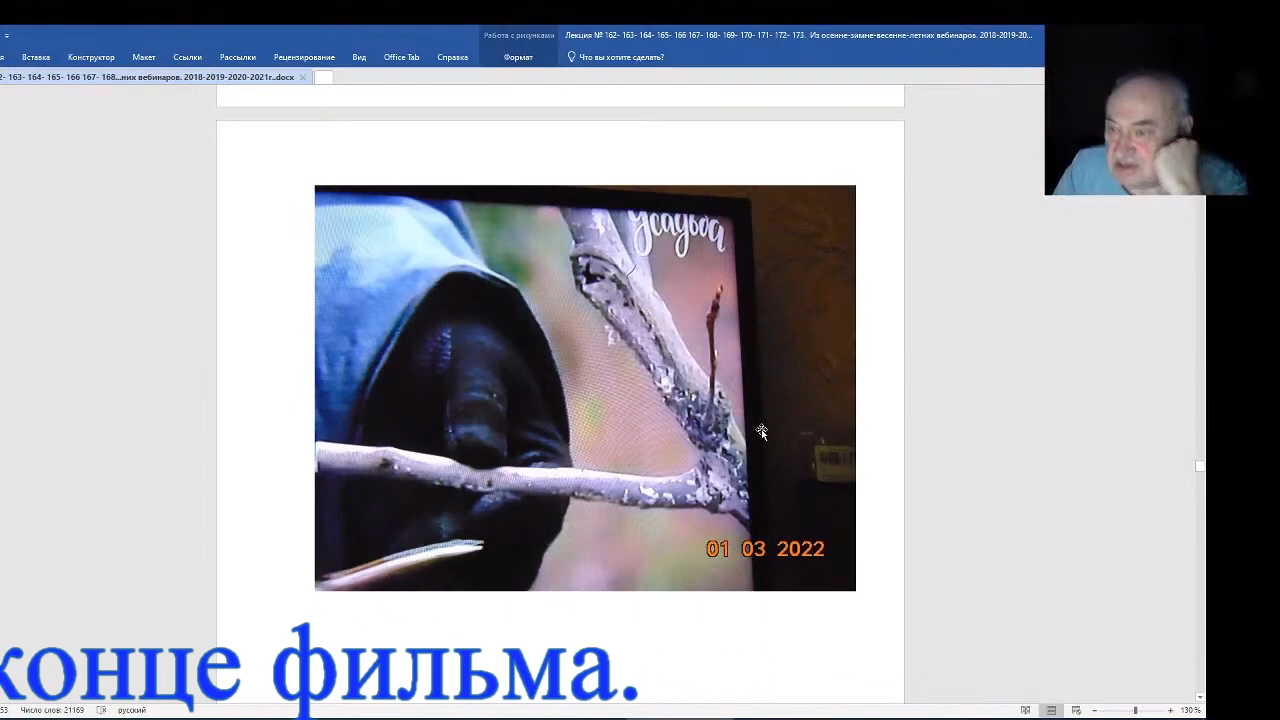 Работа с рисунками
Лекция № 162- 163- 164- 165- 166 167- 168- 169- 170- 171- 172- 173.  Из осенне-зимне-весенне-летних вебинаров. 2018-2019-20...
Вставка Конструктор Макет Ссылки Рассылки Рецензирование Вид Office Tab Справка Формат Что вы хотите сделать?
2- 163- 164- 165- 166 167- 168...них вебинаров. 2018-2019-2020-2021г..docx
Усадьба
01 03 2022
конце фильма.
53 Число слов: 21169 русский 130 %